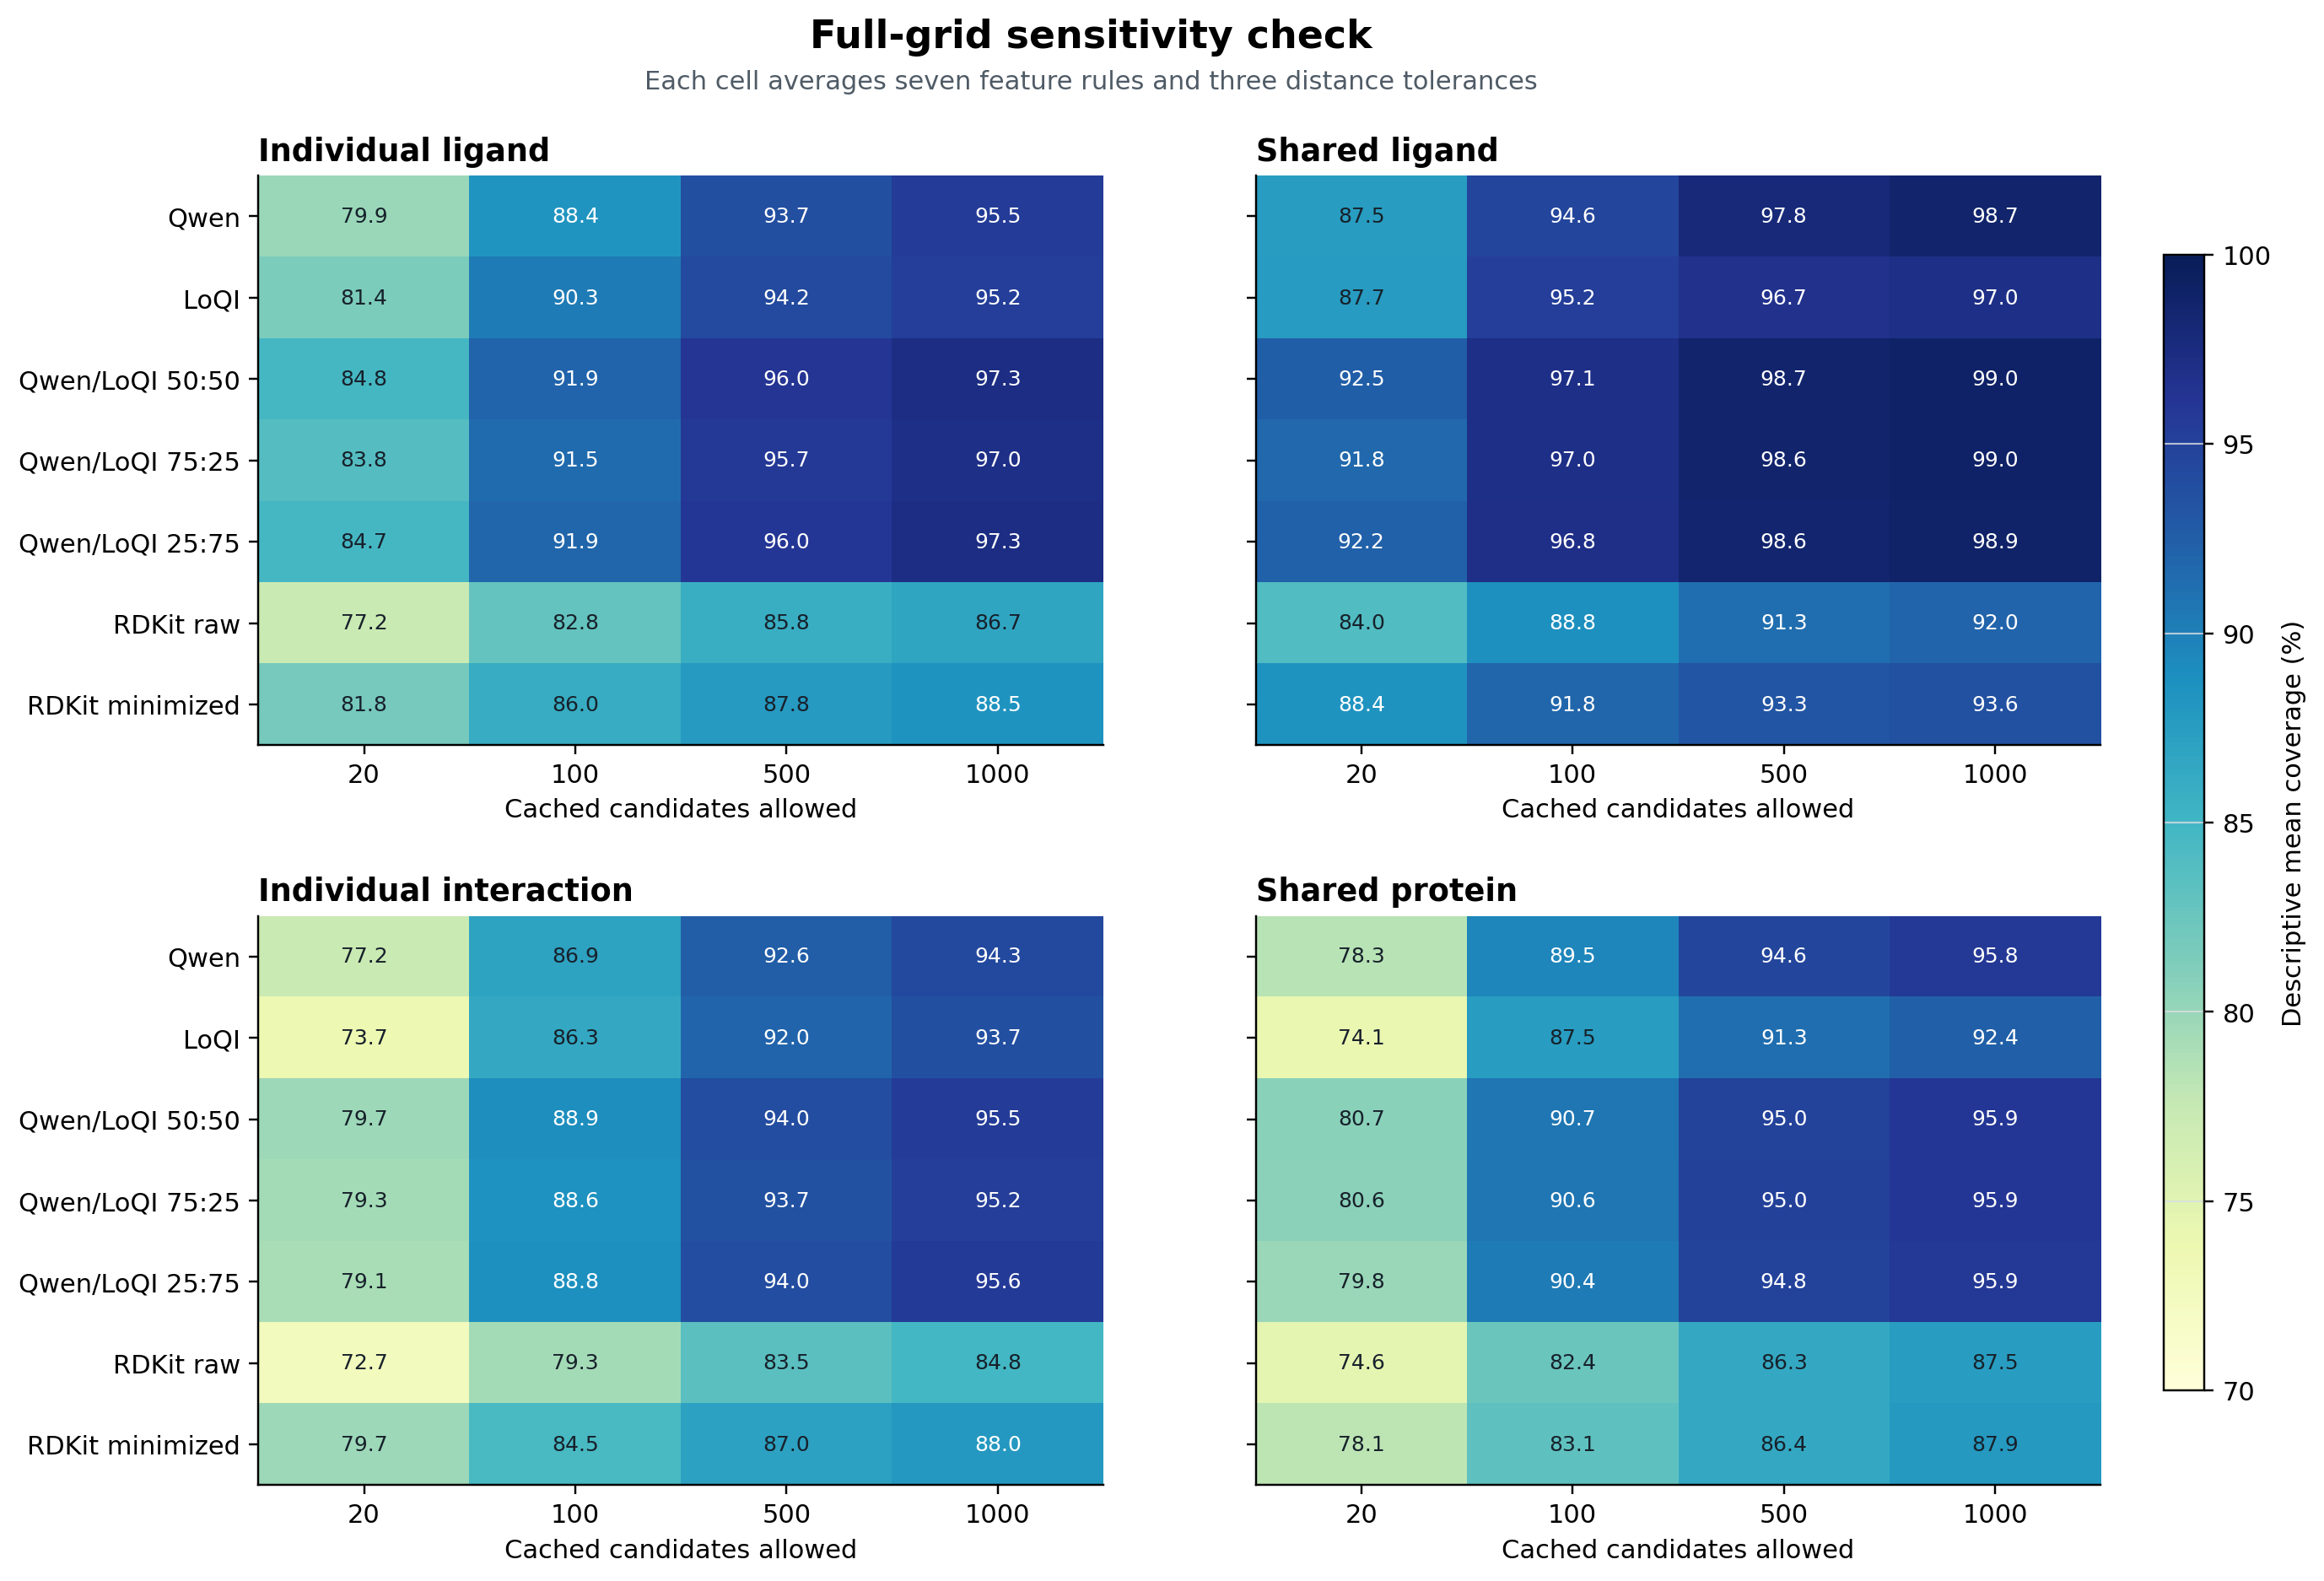 Full-grid sensitivity check
Each cell averages seven feature rules and three distance tolerances
Individual ligand
Qwen 79.9 88.4 93.7 95.5
LoQI 81.4 90.3 94.2 95.2
Qwen/LoQI 50:50 84.8 91.9 96.0 97.3
Qwen/LoQI 75:25 83.8 91.5 95.7 97.0
Qwen/LoQI 25:75 84.7 91.9 96.0 97.3
RDKit raw 77.2 82.8 85.8 86.7
RDKit minimized 81.8 86.0 87.8 88.5
20 100 500 1000
Cached candidates allowed
Shared ligand
87.5 94.6 97.8 98.7
87.7 95.2 96.7 97.0
92.5 97.1 98.7 99.0
91.8 97.0 98.6 99.0
92.2 96.8 98.6 98.9
84.0 88.8 91.3 92.0
88.4 91.8 93.3 93.6
20 100 500 1000
Cached candidates allowed
Individual interaction
Qwen 77.2 86.9 92.6 94.3
LoQI 73.7 86.3 92.0 93.7
Qwen/LoQI 50:50 79.7 88.9 94.0 95.5
Qwen/LoQI 75:25 79.3 88.6 93.7 95.2
Qwen/LoQI 25:75 79.1 88.8 94.0 95.6
RDKit raw 72.7 79.3 83.5 84.8
RDKit minimized 79.7 84.5 87.0 88.0
20 100 500 1000
Cached candidates allowed
Shared protein
78.3 89.5 94.6 95.8
74.1 87.5 91.3 92.4
80.7 90.7 95.0 95.9
80.6 90.6 95.0 95.9
79.8 90.4 94.8 95.9
74.6 82.4 86.3 87.5
78.1 83.1 86.4 87.9
20 100 500 1000
Cached candidates allowed
100
95
90
85
80
75
70
Descriptive mean coverage (%)